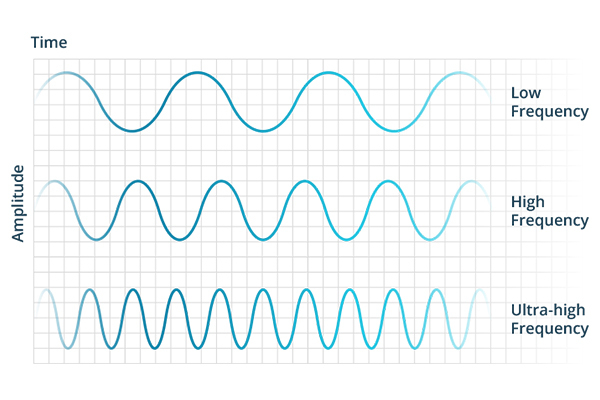 Time
Amplitude
Low
Frequency
High
Frequency
Ultra-high
Frequency